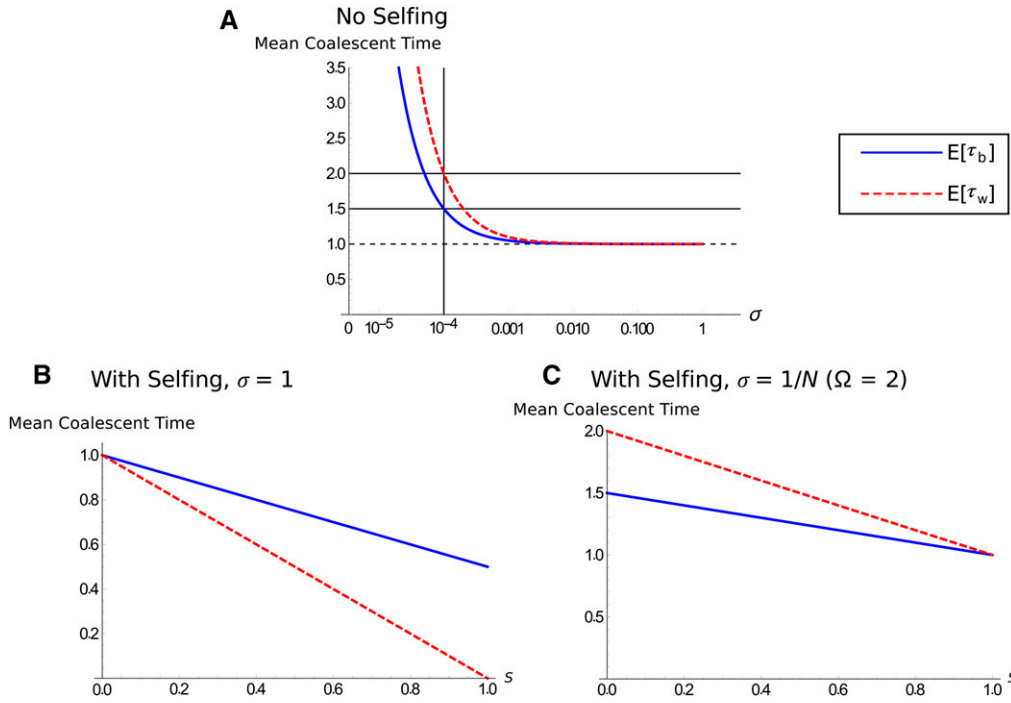 A
No Selfing
Mean Coalescent Time
3.5
3.0
2.5
2.0
1.5
1.0
0.5
0 10⁻⁵ 10⁻⁴ 0.001 0.010 0.100 1 σ
E[τ_b]
E[τ_w]
B With Selfing, σ = 1
Mean Coalescent Time
1.0
0.8
0.6
0.4
0.2
0.0 0.2 0.4 0.6 0.8 1.0 s
C With Selfing, σ = 1/N (Ω = 2)
Mean Coalescent Time
2.0
1.5
1.0
0.5
0.0 0.2 0.4 0.6 0.8 1.0 s